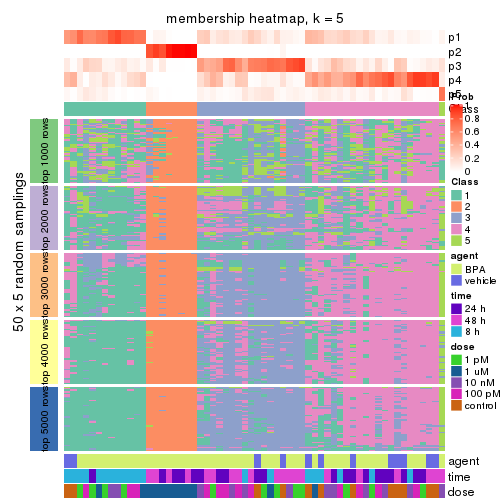 membership heatmap, k = 5
p1
p2
p3
p4
p5
50 x 5 random samplings
top 1000 rows
top 2000 rows
top 3000 rows
top 4000 rows
top 5000 rows
Prob
1
0.8
0.6
0.4
0.2
0
Class
Class
1
2
3
4
5
agent
BPA
vehicle
time
24 h
48 h
8 h
dose
1 pM
1 uM
10 nM
100 pM
control
agent
time
dose